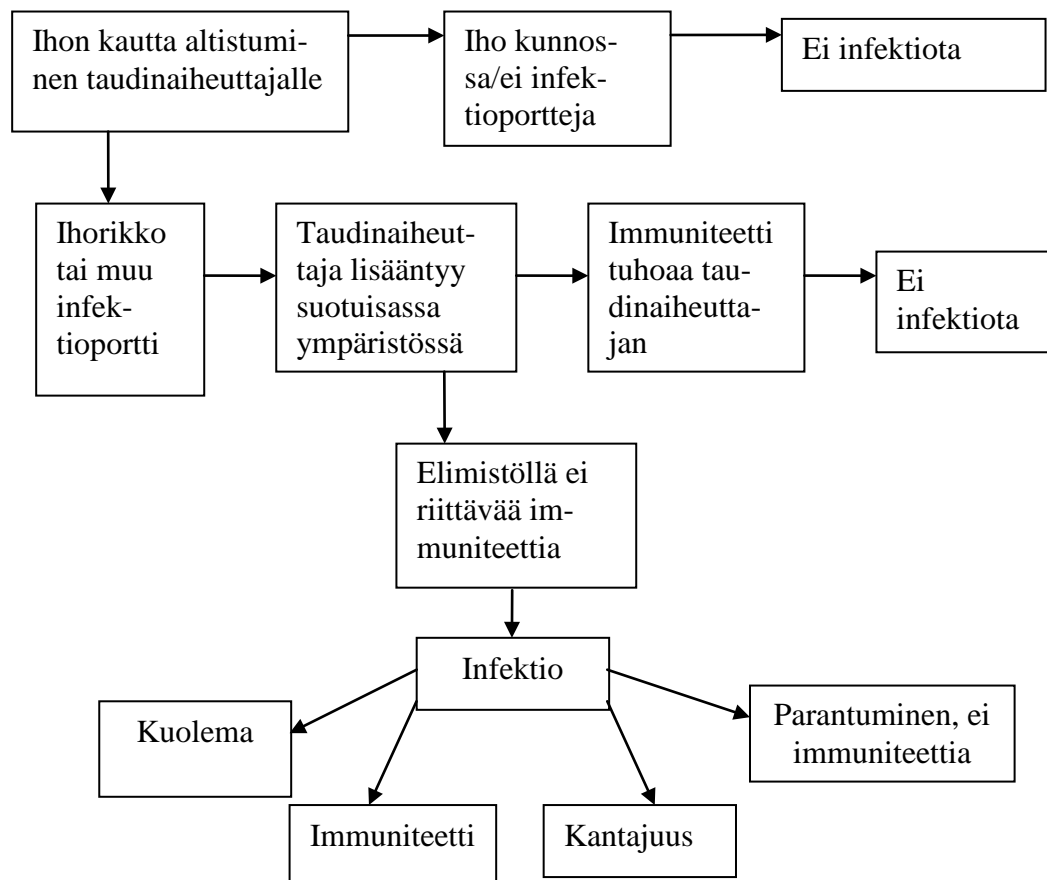 Ihon kautta altistumi-
nen taudinaiheuttajalle
Iho kunnos-
sa/ei infek-
tioportteja
Ei infektiota
Ihorikko
tai muu
infek-
tioportti
Taudinaiheut-
taja lisääntyy
suotuisassa
ympäristössä
Immuniteetti
tuhoaa tau-
dinaiheutta-
jan
Ei
infektiota
Elimistöllä ei
riittävää im-
muniteettia
Infektio
Kuolema
Parantuminen, ei
immuniteettia
Immuniteetti
Kantajuus